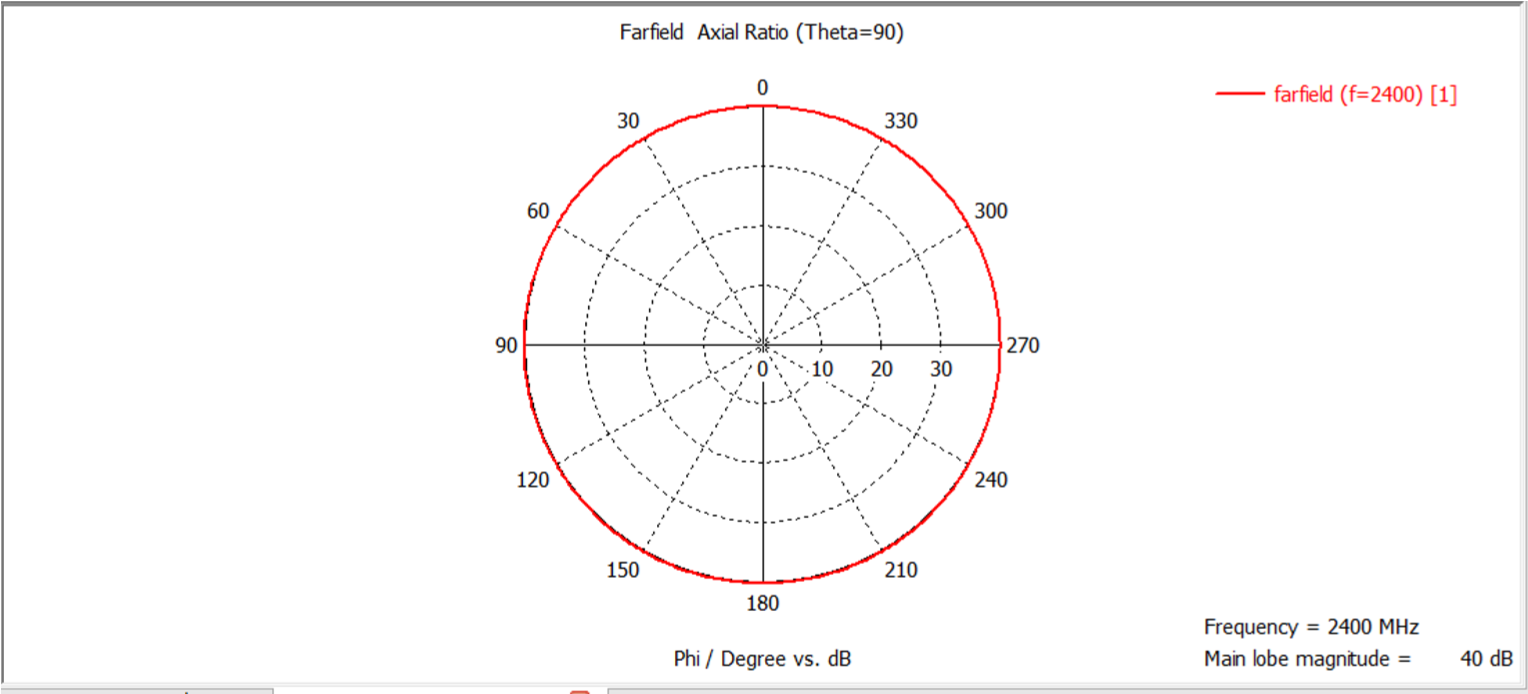 Farfield Axial Ratio (Theta=90)
farfield (f=2400) [1]
0
30
330
60
300
90
270
0 10 20 30
120
240
150
210
180
Frequency = 2400 MHz
Phi / Degree vs. dB
Main lobe magnitude = 40 dB